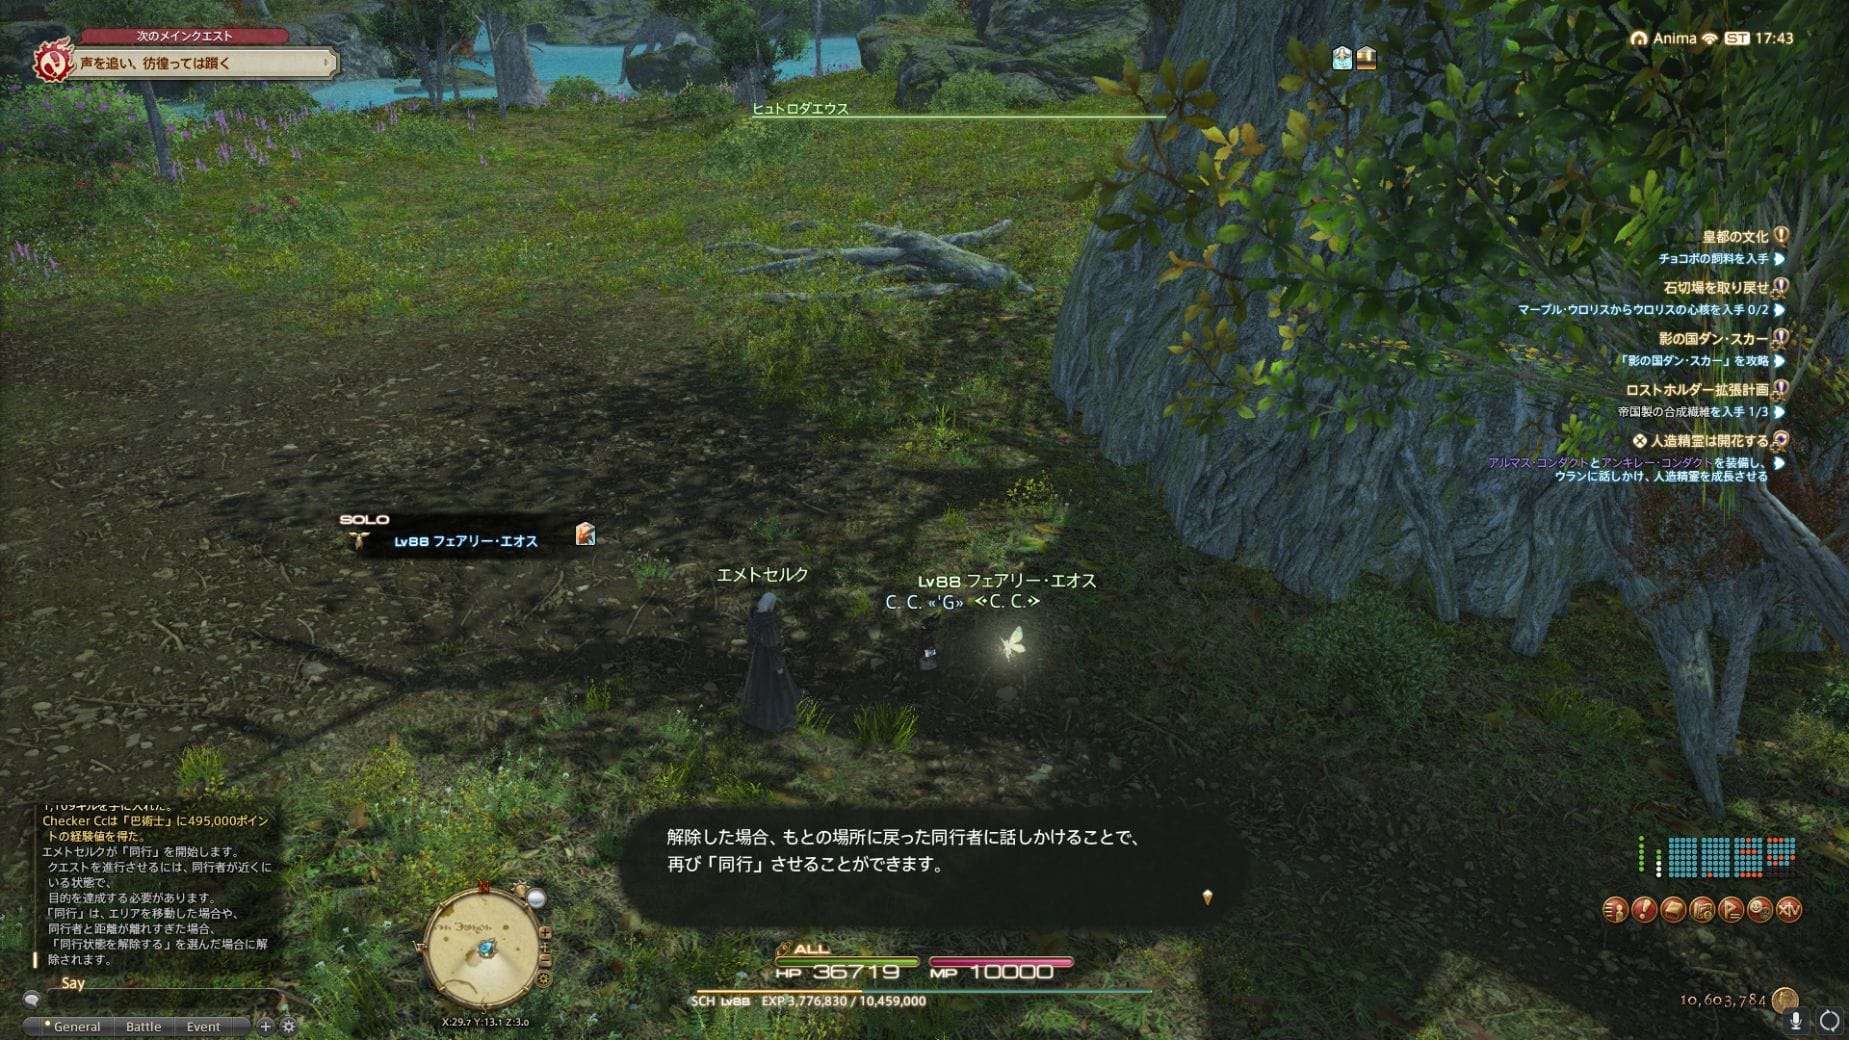 次のメインクエスト
声を追い、彷徨っては躓く
Anima ST 17:43
ヒュトロダエウス
皇都の文化
チョコボの飼料を入手
石切場を取り戻せ
マーブル・ウロリスからウロリスの心核を入手 0/2
影の国ダン・スカー
「影の国ダン・スカー」を攻略
ロストホルダー拡張計画
帝国製の合成繊維を入手 1/3
人造精霊は開花する
アルマス・コンダクトとアンキレー・コンダクトを装備し、
ウランに話しかけ、人造精霊を成長させる
SOLO
Lv88 フェアリー・エオス
エメトセルク
Lv88 フェアリー・エオス
C. C. «'G» <C. C.>
1,109ギルを手に入れた。
Checker Ccは「巴術士」に495,000ポイン
トの経験値を得た。
エメトセルクが「同行」を開始します。
クエストを進行させるには、同行者が近くに
いる状態で、
目的を達成する必要があります。
「同行」は、エリアを移動した場合や、
同行者と距離が離れすぎた場合、
「同行状態を解除する」を選んだ場合に解
除されます。
Say
General Battle Event
解除した場合、もとの場所に戻った同行者に話しかけることで、
再び「同行」させることができます。
X:29.7 Y:13.1 Z:3.0
ALL
HP 36719 MP 10000
SCH Lv88 EXP 3,776,830 / 10,459,000
XIV
10,603,784